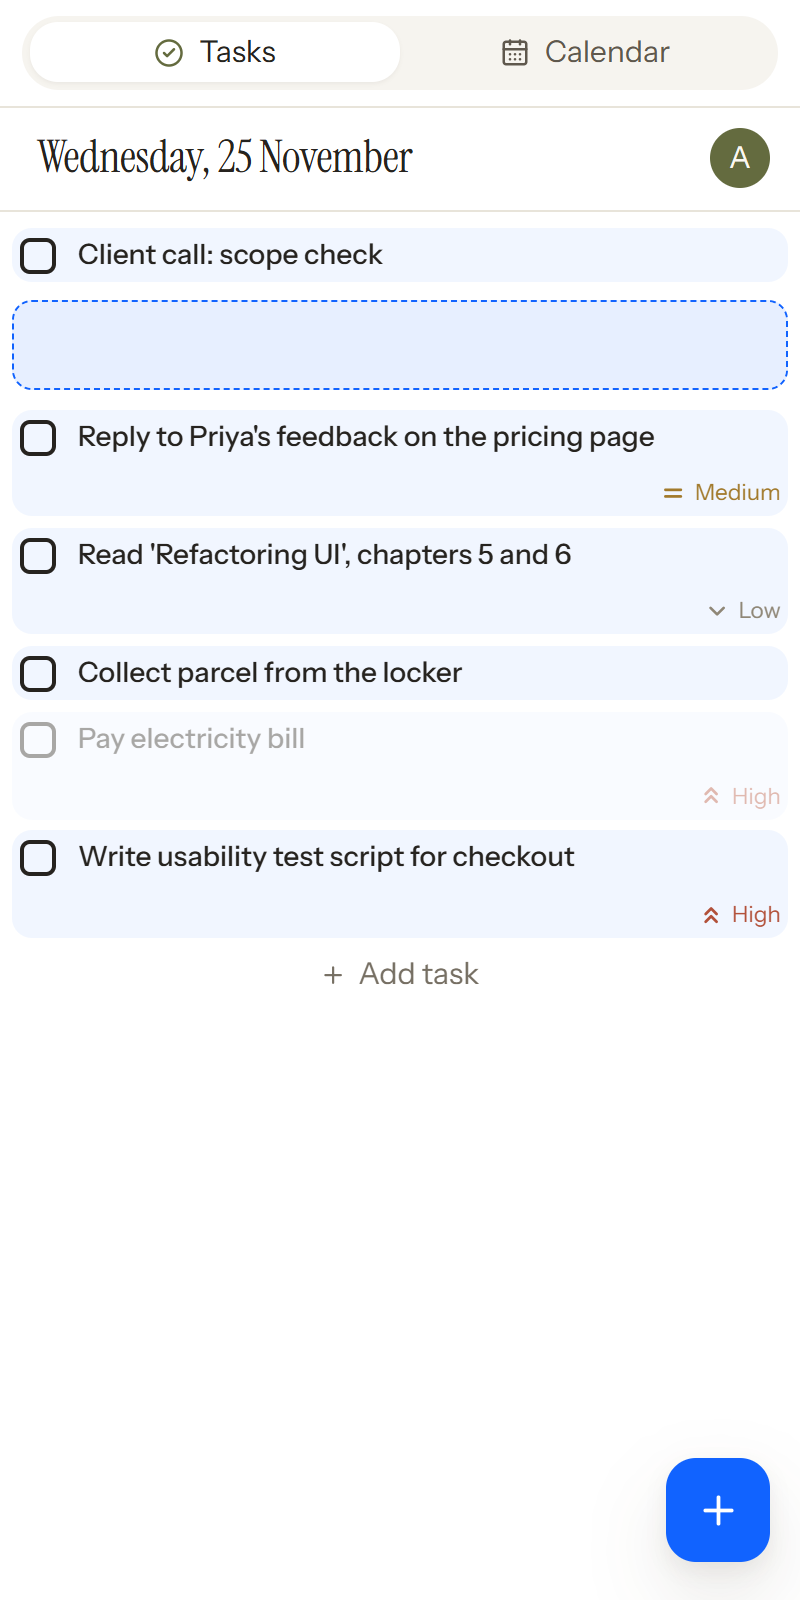 Tasks
Calendar
Wednesday, 25 November
A
Client call: scope check
Reply to Priya's feedback on the pricing page
Medium
Read 'Refactoring UI', chapters 5 and 6
Low
Collect parcel from the locker
Pay electricity bill
High
Write usability test script for checkout
High
+ Add task